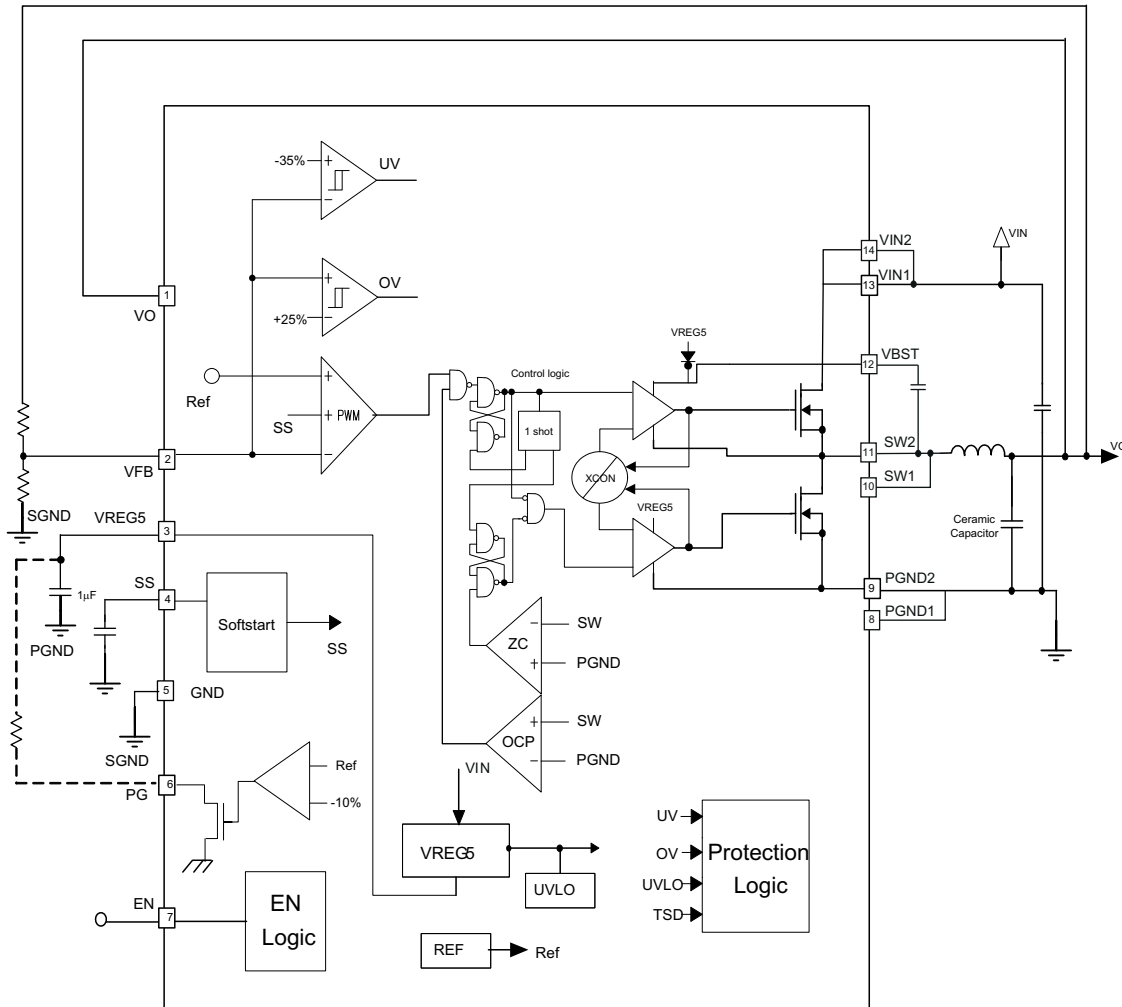 -35%
+
UV
-
VIN2
VIN
14
+
OV
VIN1
13
1
VO
+25%
-
VREG5
VBST
12
Control logic
+
Ref
SS
+
PWM
1 shot
SW2
VO
2
-
11
VFB
XCON
10
SW1
SGND
VREG5
VREG5
3
Ceramic
Capacitor
1µF
SS
4
PGND2
9
PGND1
8
Softstart
SS
-
SW
ZC
PGND
+
PGND
5
GND
+
SW
OCP
SGND
-
PGND
VIN
6
Ref
PG
-10%
UV
VREG5
OV
Protection
Logic
UVLO
UVLO
EN
7
EN
Logic
TSD
REF
Ref